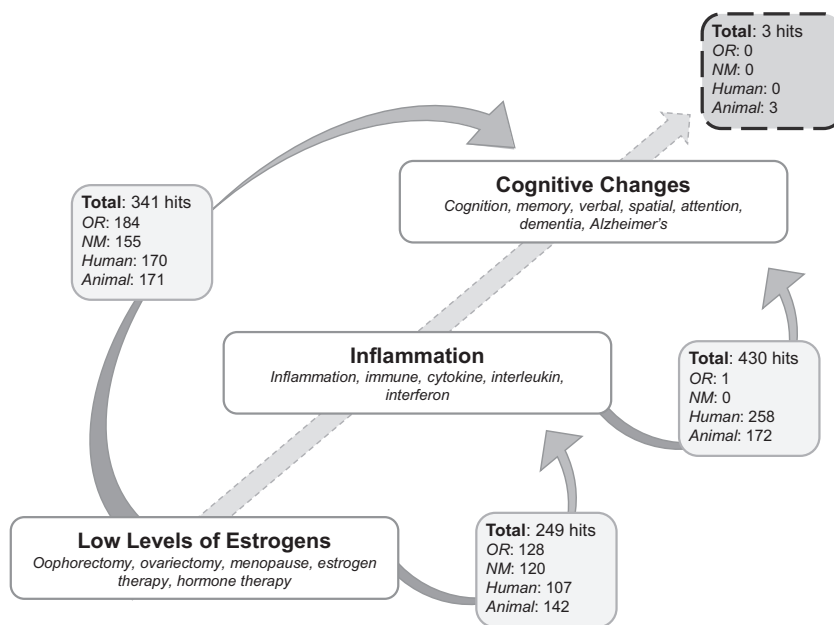 Total: 3 hits
OR: 0
NM: 0
Human: 0
Animal: 3
Cognitive Changes
Cognition, memory, verbal, spatial, attention,
dementia, Alzheimer's
Total: 341 hits
OR: 184
NM: 155
Human: 170
Animal: 171
Inflammation
Inflammation, immune, cytokine, interleukin,
interferon
Total: 430 hits
OR: 1
NM: 0
Human: 258
Animal: 172
Low Levels of Estrogens
Oophorectomy, ovariectomy, menopause, estrogen
therapy, hormone therapy
Total: 249 hits
OR: 128
NM: 120
Human: 107
Animal: 142